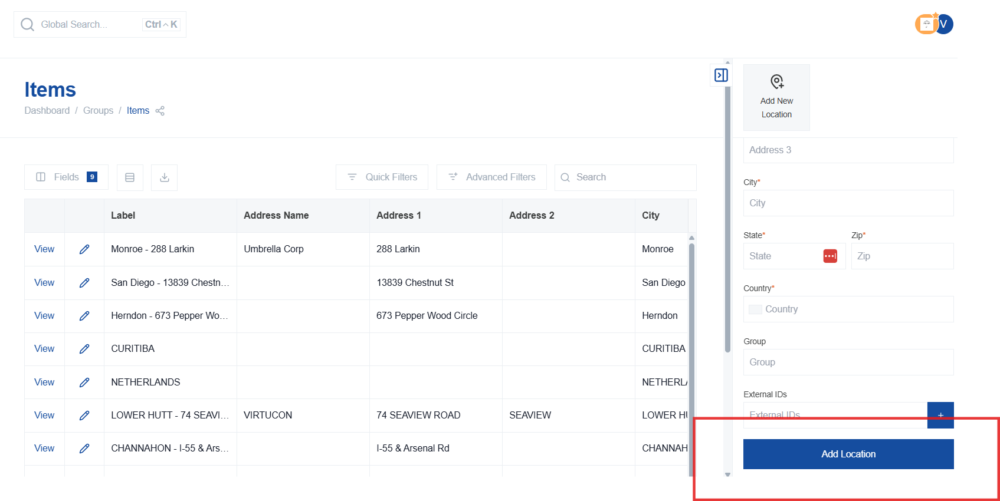 Global Search...
Ctrl K
V
Items
Dashboard / Groups / Items
Fields 9
Quick Filters
Advanced Filters
Search
Label Address Name Address 1 Address 2 City
View Monroe - 288 Larkin Umbrella Corp 288 Larkin Monroe
View San Diego - 13839 Chestn... 13839 Chestnut St San Diego
View Herndon - 673 Pepper Wo... 673 Pepper Wood Circle Herndon
View CURITIBA CURITIBA
View NETHERLANDS NETHERLA
View LOWER HUTT - 74 SEAVI... VIRTUCON 74 SEAVIEW ROAD SEAVIEW LOWER HU
View CHANNAHON - I-55 & Ars... I-55 & Arsenal Rd CHANNAH
Add New
Location
Address 3
City*
City
State* Zip*
State Zip
Country*
Country
Group
Group
External IDs
External IDs +
Add Location